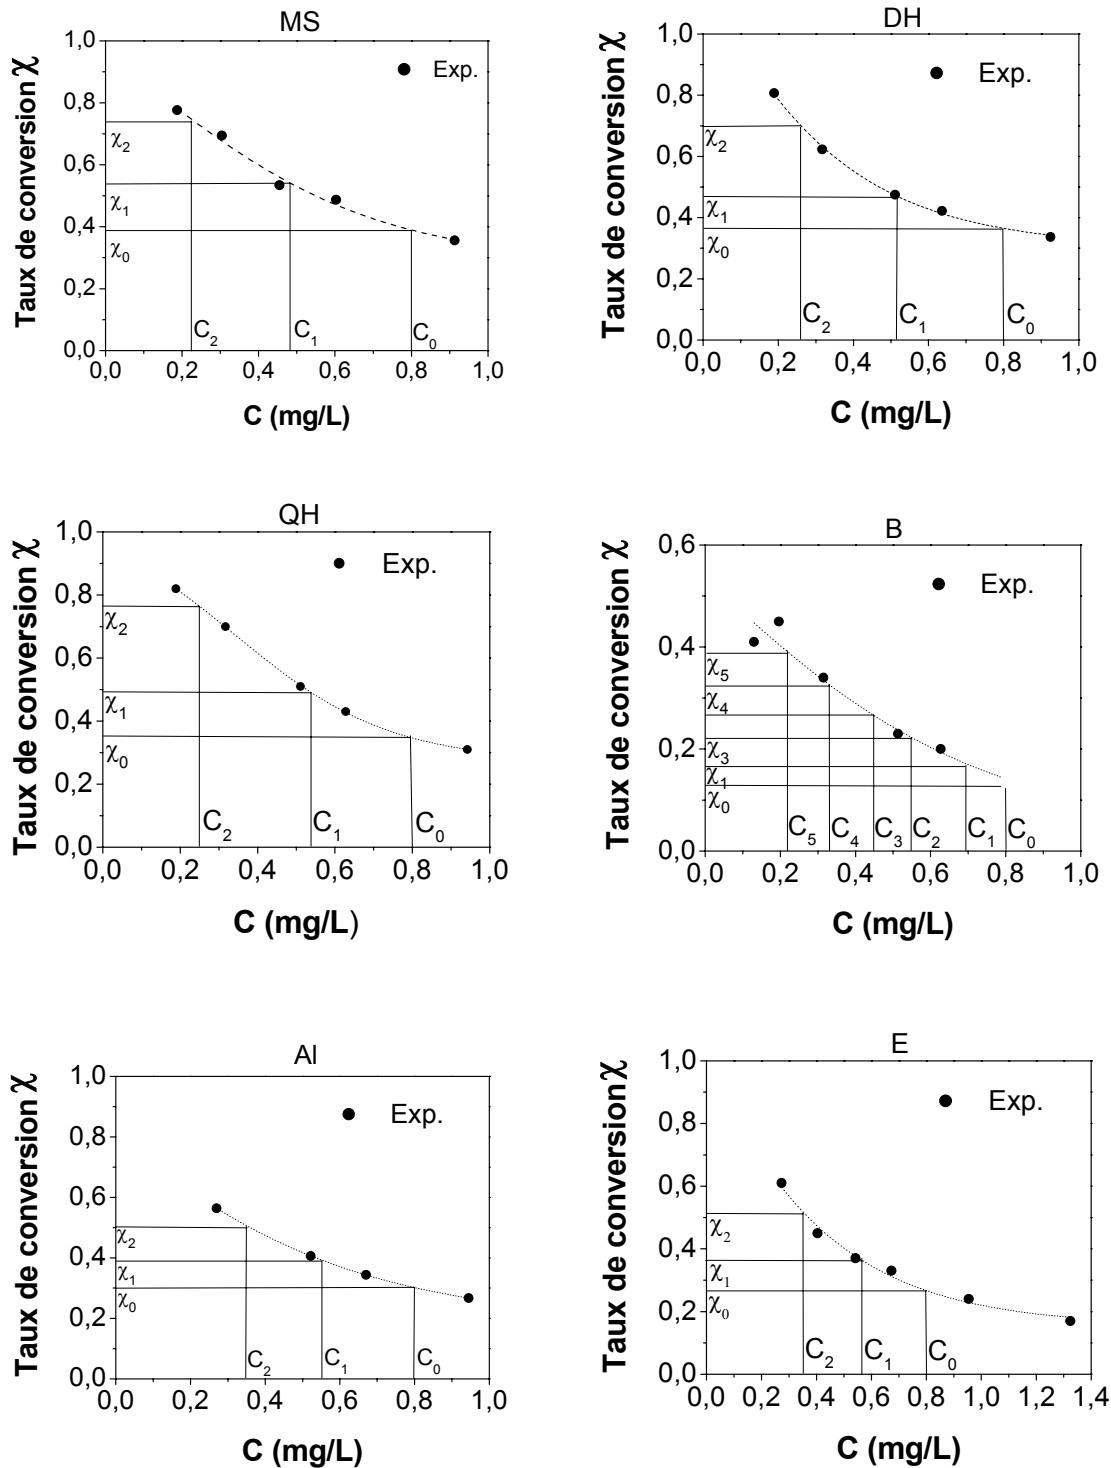 MS
Taux de conversion χ
1,0
0,8
0,6
0,4
0,2
0,0
Exp.
χ2
χ1
χ0
C2
C1
C0
0,0 0,2 0,4 0,6 0,8 1,0
C (mg/L)
DH
Taux de conversion χ
1,0
0,8
0,6
0,4
0,2
0,0
Exp.
χ2
χ1
χ0
C2
C1
C0
0,0 0,2 0,4 0,6 0,8 1,0
C (mg/L)
QH
Taux de conversion χ
1,0
0,8
0,6
0,4
0,2
0,0
Exp.
χ2
χ1
χ0
C2
C1
C0
0,0 0,2 0,4 0,6 0,8 1,0
C (mg/L)
B
Taux de conversion χ
0,6
0,4
0,2
0,0
Exp.
χ5
χ4
χ3
χ1
χ0
C5
C4
C3
C2
C1
C0
0,0 0,2 0,4 0,6 0,8 1,0
C (mg/L)
Al
Taux de conversion χ
1,0
0,8
0,6
0,4
0,2
0,0
Exp.
χ2
χ1
χ0
C2
C1
C0
0,0 0,2 0,4 0,6 0,8 1,0
C (mg/L)
E
Taux de conversion χ
1,0
0,8
0,6
0,4
0,2
0,0
Exp.
χ2
χ1
χ0
C2
C1
C0
0,0 0,2 0,4 0,6 0,8 1,0 1,2 1,4
C (mg/L)